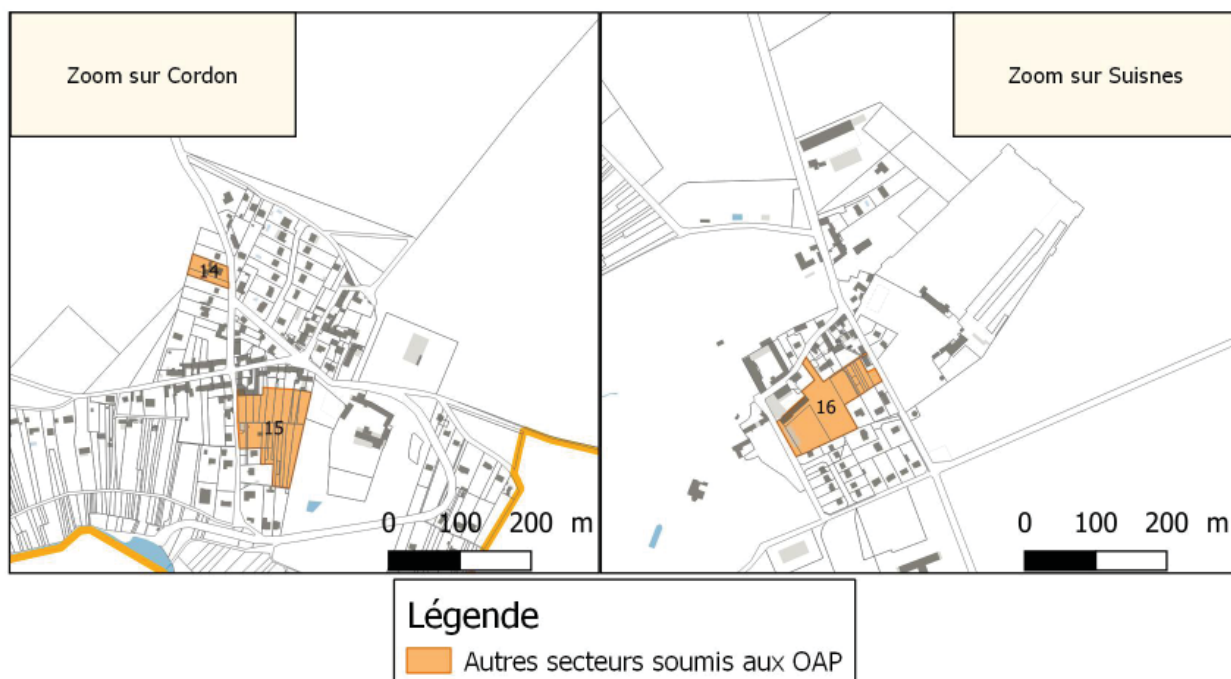 Zoom sur Cordon
Zoom sur Suisnes
14
15
16
0 100 200 m
0 100 200 m
Légende
Autres secteurs soumis aux OAP